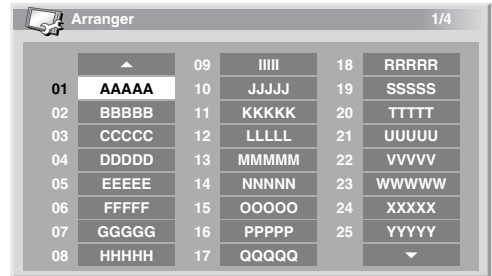 Arranger 1/4
09 IIIII 18 RRRRR
01 AAAAA 10 JJJJJ 19 SSSSS
02 BBBBB 11 KKKKK 20 TTTTT
03 CCCCC 12 LLLLL 21 UUUUU
04 DDDDD 13 MMMMM 22 VVVVV
05 EEEEE 14 NNNNN 23 WWWWW
06 FFFFF 15 OOOOO 24 XXXXX
07 GGGGG 16 PPPPP 25 YYYYY
08 HHHHH 17 QQQQQ